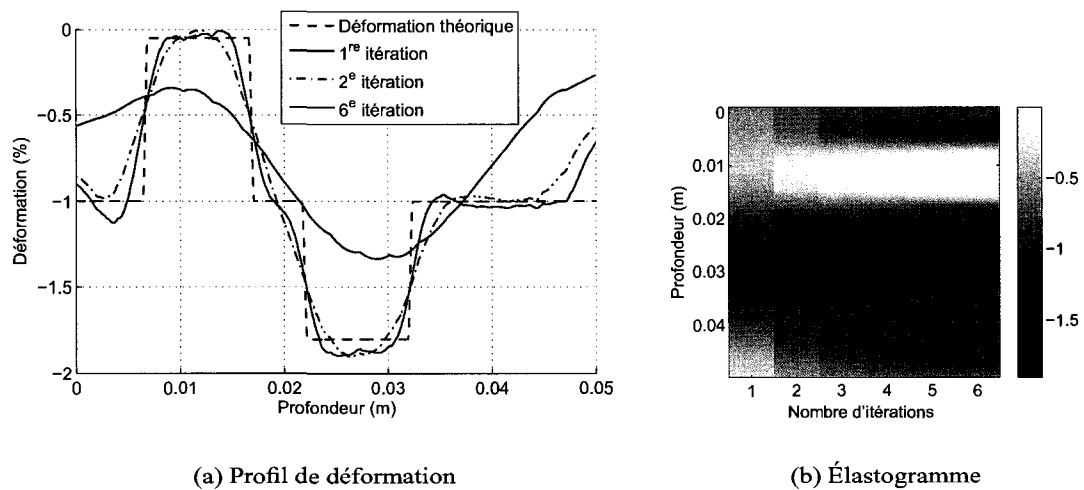 0
−0.5
−1
−1.5
−2
Déformation (%)
0
0.01
0.02
0.03
0.04
0.05
Profondeur (m)
Déformation théorique
1re itération
2e itération
6e itération
(a) Profil de déformation
0
0.01
0.02
0.03
0.04
Profondeur (m)
1
2
3
4
5
6
Nombre d'itérations
−0.5
−1
−1.5
(b) Élastogramme